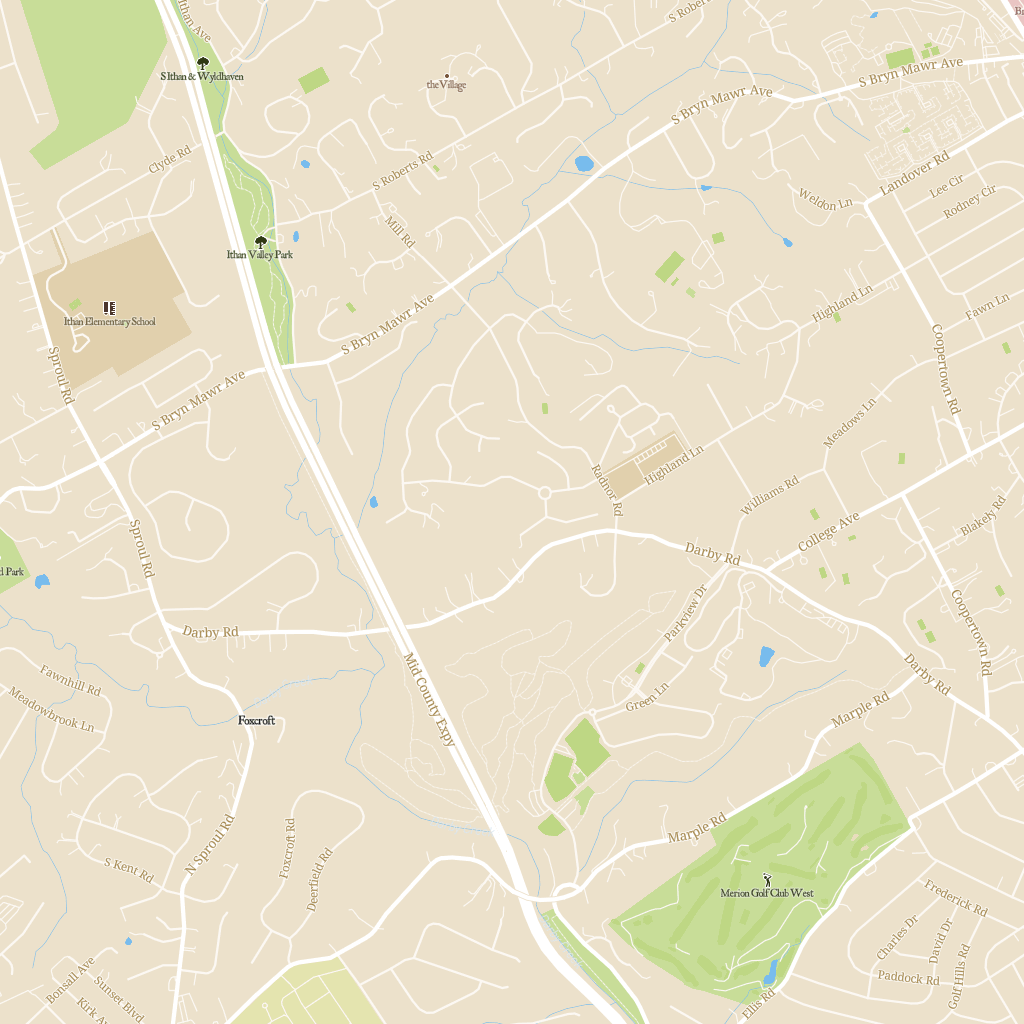 Ithan Ave
S Roberts
S Ithan & Wyldhaven
the Village
S Bryn Mawr Ave
S Bryn Mawr Ave
Clyde Rd
S Roberts Rd
Landover Rd
Lee Cir
Rodney Cir
Weldon Ln
Mill Rd
Ithan Valley Park
Highland Ln
Fawn Ln
Ithan Elementary School
S Bryn Mawr Ave
Coopertown Rd
Sproul Rd
S Bryn Mawr Ave
Meadows Ln
Highland Ln
Radnor Rd
Williams Rd
College Ave
Blakely Rd
Sproul Rd
Darby Rd
d Park
Parkview Dr
Coopertown Rd
Darby Rd
Darby Rd
Fawnhill Rd
Meadowbrook Ln
Mid County Expy
Green Ln
Marple Rd
Foxcroft
Marple Rd
N Sproul Rd
Foxcroft Rd
Deerfield Rd
S Kent Rd
Merion Golf Club West
Frederick Rd
Charles Dr
David Dr
Golf Hills Rd
Paddock Rd
Bonsall Ave
Sunset Blvd
Kirk Av
Ellis Rd